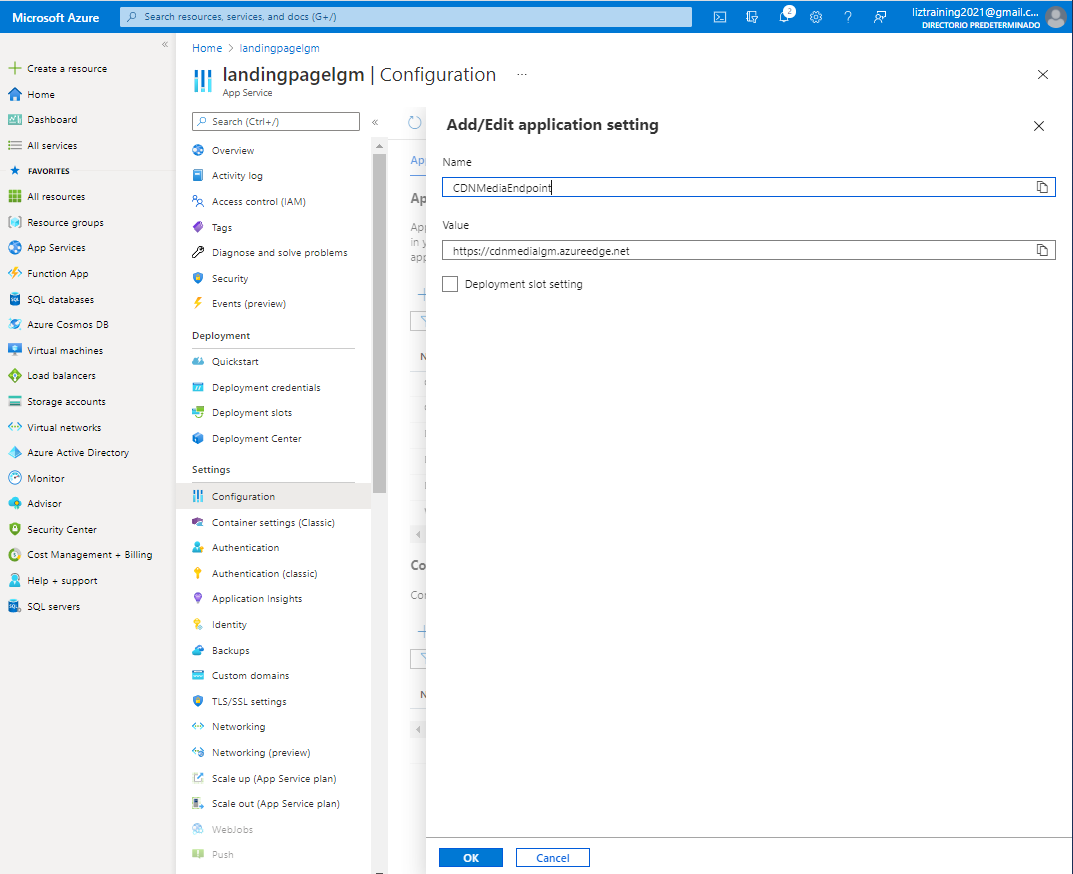 Microsoft Azure
Search resources, services, and docs (G+/)
2
liztraining2021@gmail.c...
DIRECTORIO PREDETERMINADO
«
Create a resource
Home
Dashboard
All services
FAVORITES
All resources
Resource groups
App Services
Function App
SQL databases
Azure Cosmos DB
Virtual machines
Load balancers
Storage accounts
Virtual networks
Azure Active Directory
Monitor
Advisor
Security Center
Cost Management + Billing
Help + support
SQL servers
Home > landingpagelgm
landingpagelgm | Configuration ...
App Service
Search (Ctrl+/)
«
Overview
Activity log
Access control (IAM)
Tags
Diagnose and solve problems
Security
Events (preview)
Deployment
Quickstart
Deployment credentials
Deployment slots
Deployment Center
Settings
Configuration
Container settings (Classic)
Authentication
Authentication (classic)
Application Insights
Identity
Backups
Custom domains
TLS/SSL settings
Networking
Networking (preview)
Scale up (App Service plan)
Scale out (App Service plan)
WebJobs
Push
Add/Edit application setting
Name
CDNMediaEndpoint
Value
https://cdnmedialgm.azureedge.net
Deployment slot setting
OK
Cancel